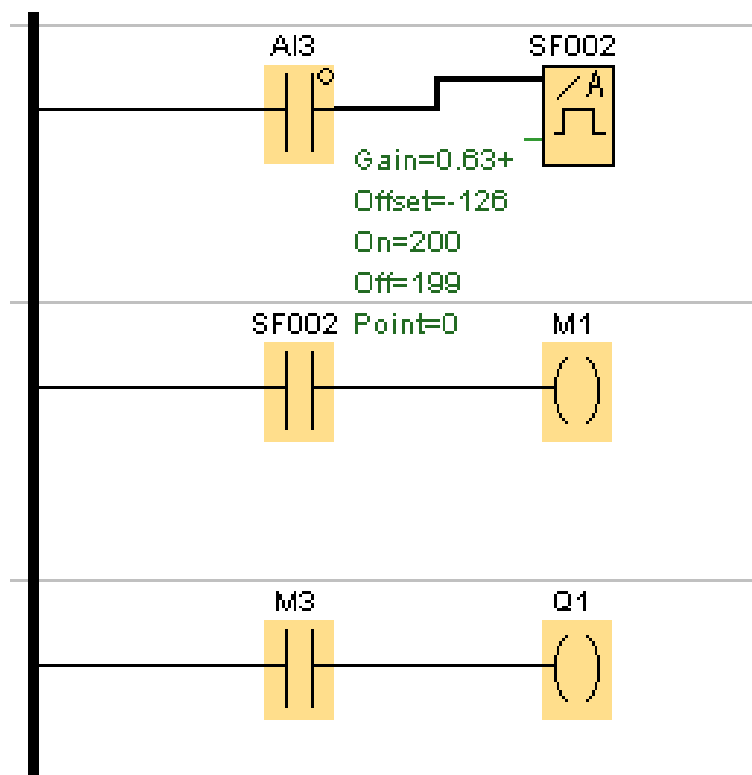 AI3 SF002
A
Gain=0.63+
Offset=-126
On=200
Off=199
SF002 Point=0 M1
M3 Q1